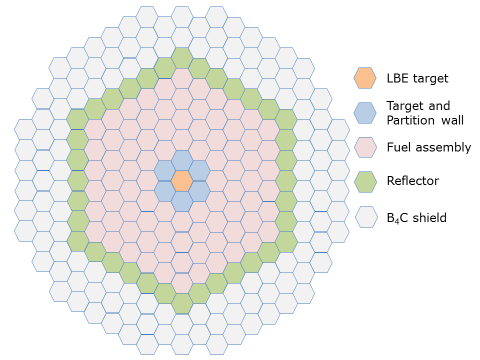 LBE target
Target and
Partition wall
Fuel assembly
Reflector
B₄C shield